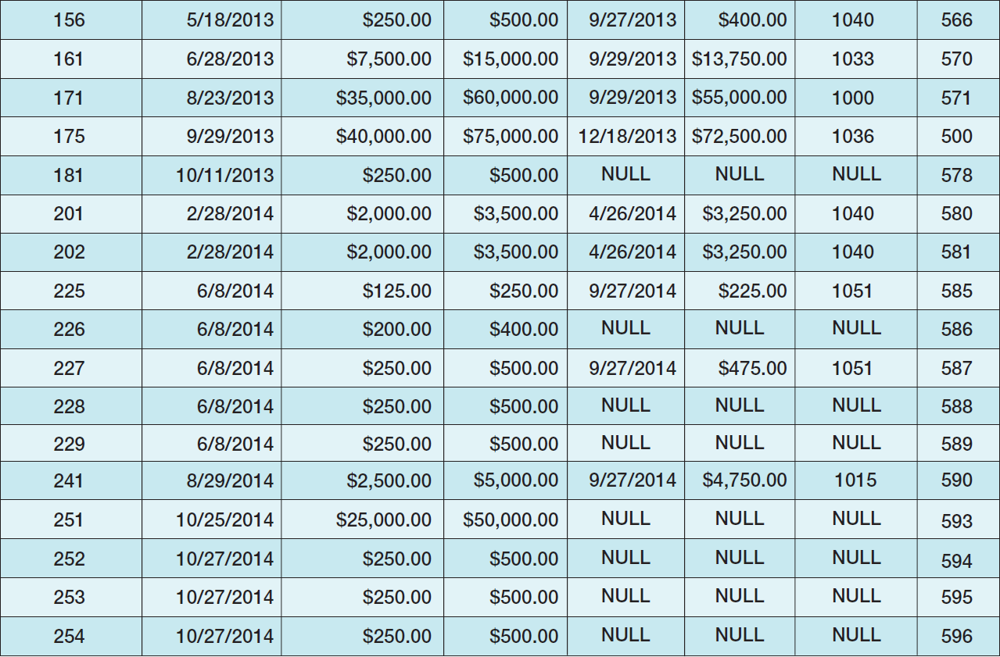 156 5/18/2013 $250.00 $500.00 9/27/2013 $400.00 1040 566
161 6/28/2013 $7,500.00 $15,000.00 9/29/2013 $13,750.00 1033 570
171 8/23/2013 $35,000.00 $60,000.00 9/29/2013 $55,000.00 1000 571
175 9/29/2013 $40,000.00 $75,000.00 12/18/2013 $72,500.00 1036 500
181 10/11/2013 $250.00 $500.00 NULL NULL NULL 578
201 2/28/2014 $2,000.00 $3,500.00 4/26/2014 $3,250.00 1040 580
202 2/28/2014 $2,000.00 $3,500.00 4/26/2014 $3,250.00 1040 581
225 6/8/2014 $125.00 $250.00 9/27/2014 $225.00 1051 585
226 6/8/2014 $200.00 $400.00 NULL NULL NULL 586
227 6/8/2014 $250.00 $500.00 9/27/2014 $475.00 1051 587
228 6/8/2014 $250.00 $500.00 NULL NULL NULL 588
229 6/8/2014 $250.00 $500.00 NULL NULL NULL 589
241 8/29/2014 $2,500.00 $5,000.00 9/27/2014 $4,750.00 1015 590
251 10/25/2014 $25,000.00 $50,000.00 NULL NULL NULL 593
252 10/27/2014 $250.00 $500.00 NULL NULL NULL 594
253 10/27/2014 $250.00 $500.00 NULL NULL NULL 595
254 10/27/2014 $250.00 $500.00 NULL NULL NULL 596